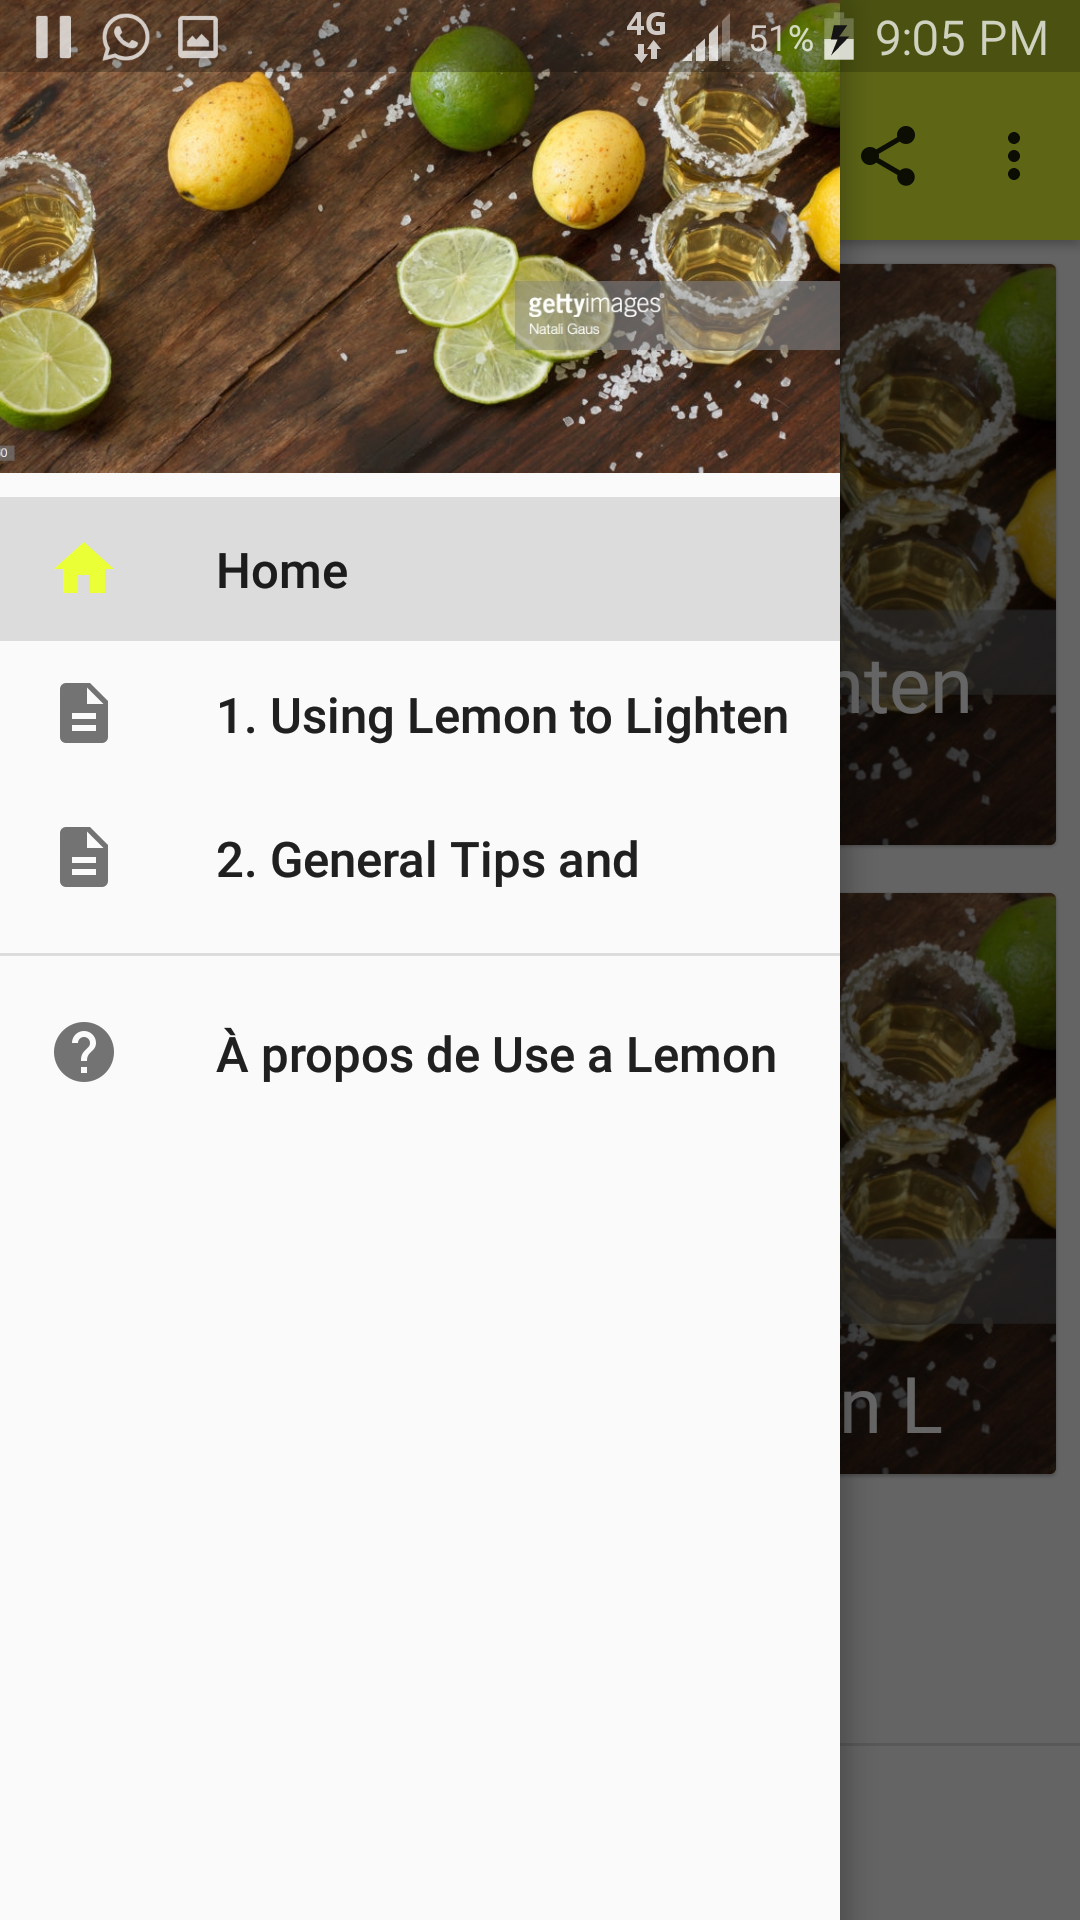 4G 51% 9:05 PM
gettyimages
Natali Gaus
Home
1. Using Lemon to Lighten
hten
2. General Tips and
À propos de Use a Lemon
n L